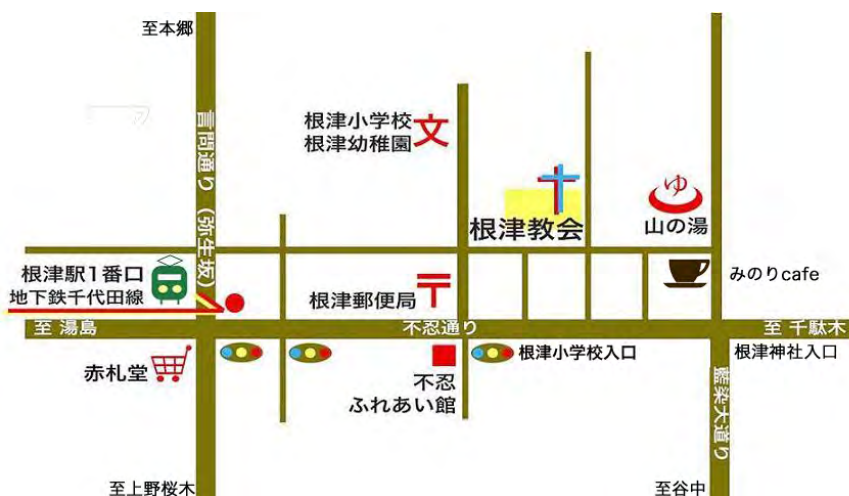 至本郷
言問通り(弥生坂)
根津小学校
根津幼稚園
文
根津教会
ゆ
山の湯
根津駅1番口
地下鉄千代田線
根津郵便局
〒
みのりcafe
至 湯島
不忍通り
至 千駄木
赤札堂
不忍
ふれあい館
根津小学校入口
根津神社入口
藍染大通り
至上野桜木
至谷中